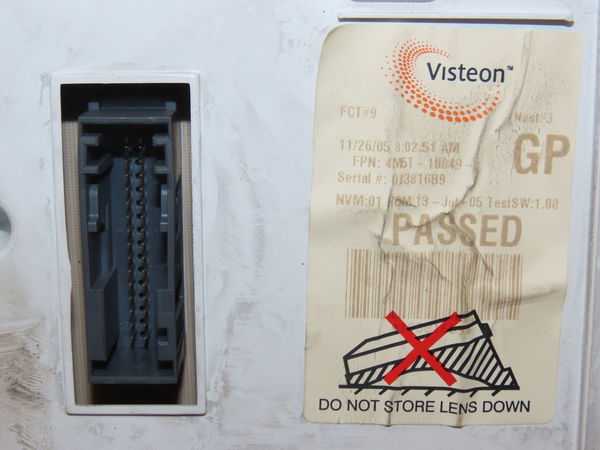 Visteon™
FCT#9 Nest#3
11/26/05 8:02:51 AM GP
FPN: 4M5T-
Serial #: 01381689
NVM:01 ROM:13-Jul-05 TestSW:1.00
PASSED
DO NOT STORE LENS DOWN